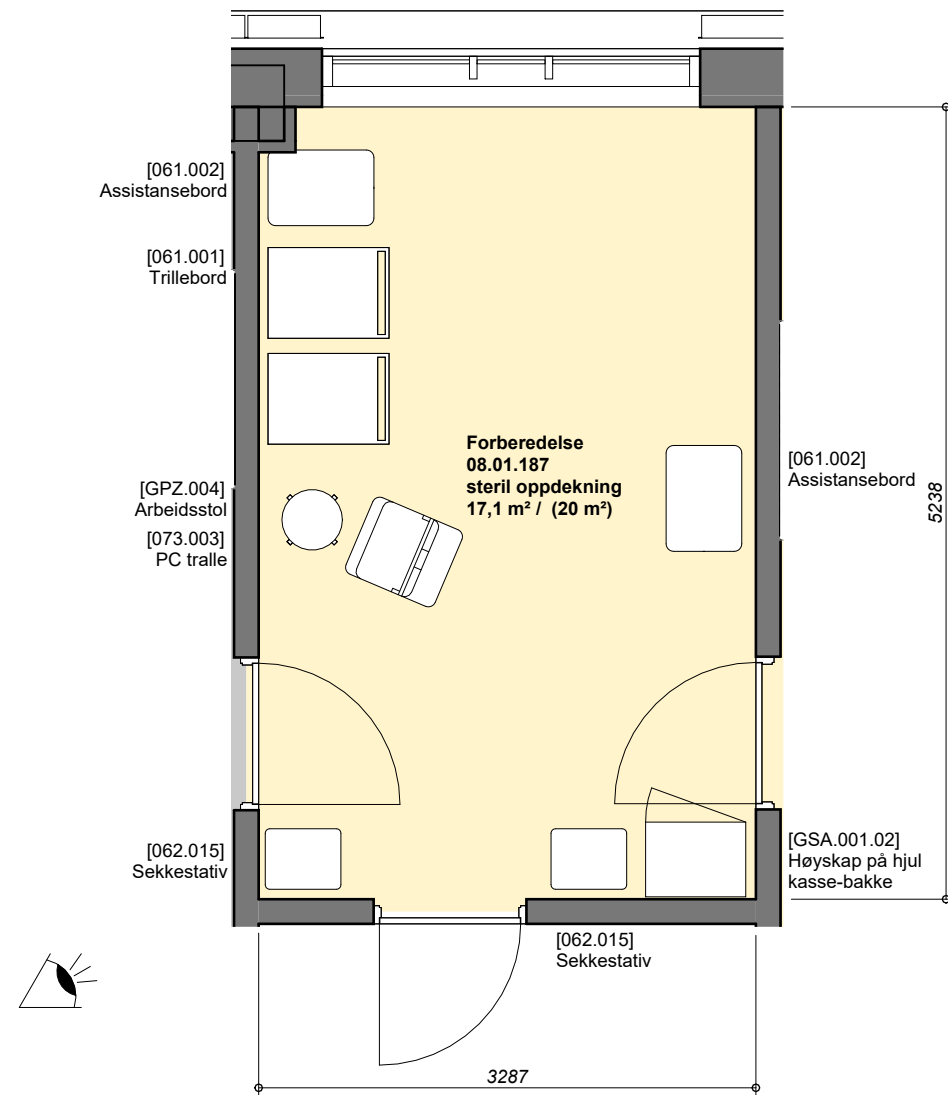 [061.002]
Assistansebord
[061.001]
Trillebord
Forberedelse
08.01.187
steril oppdekning
17,1 m² / (20 m²)
[061.002]
Assistansebord
5238
[GPZ.004]
Arbeidsstol
[073.003]
PC tralle
[062.015]
Sekkestativ
[GSA.001.02]
Høyskap på hjul
kasse-bakke
[062.015]
Sekkestativ
3287